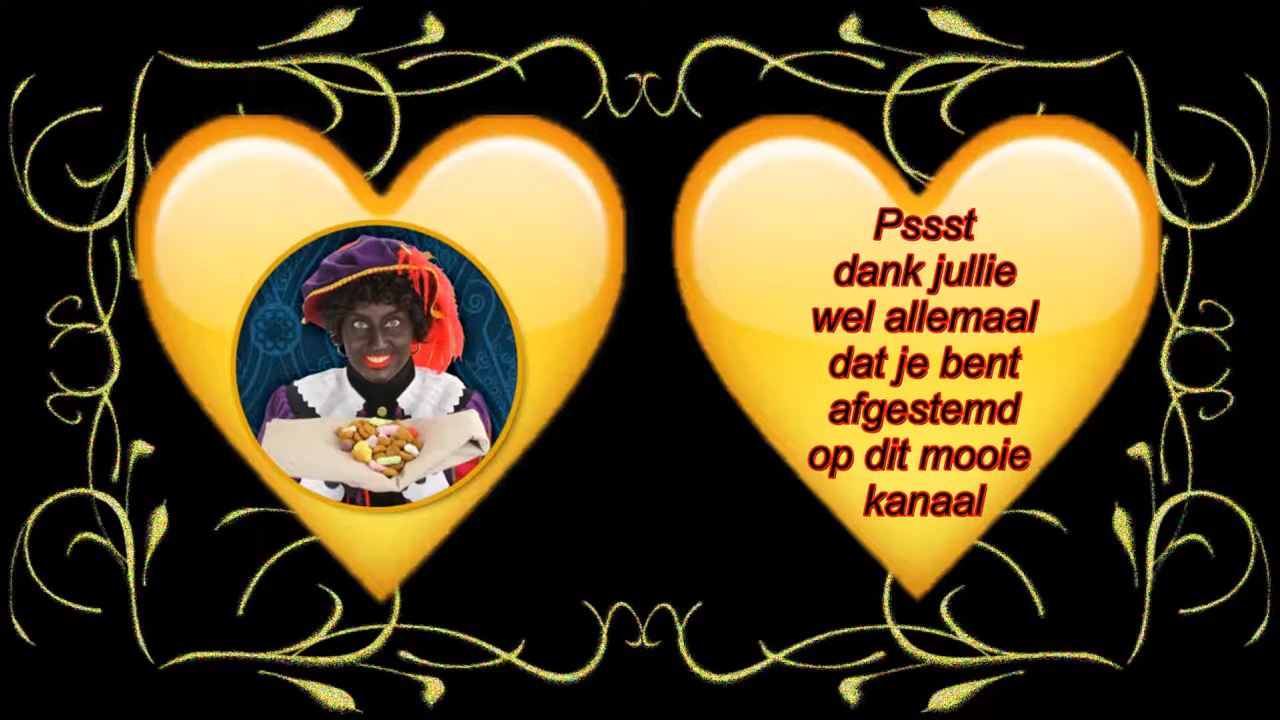 Pssst
dank jullie
wel allemaal
dat je bent
afgestemd
op dit mooie
kanaal